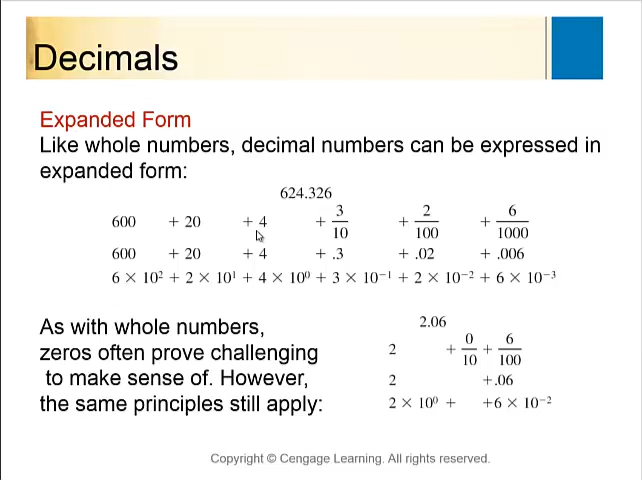 Decimals
Expanded Form
Like whole numbers, decimal numbers can be expressed in
expanded form:
624.326
600 + 20 + 4 + 3/10 + 2/100 + 6/1000
600 + 20 + 4 + .3 + .02 + .006
6 × 10² + 2 × 10¹ + 4 × 10⁰ + 3 × 10⁻¹ + 2 × 10⁻² + 6 × 10⁻³
As with whole numbers,
zeros often prove challenging
to make sense of. However,
the same principles still apply:
2.06
2 + 0/10 + 6/100
2 +.06
2 × 10⁰ + +6 × 10⁻²
Copyright © Cengage Learning. All rights reserved.